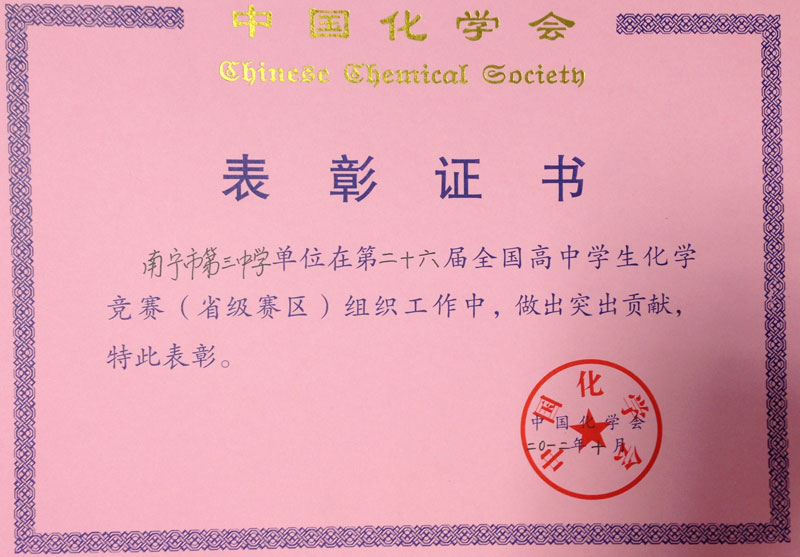 中国化学会
Chinese Chemical Society
表彰证书
南宁市第三中学单位在第二十六届全国高中学生化学
竞赛（省级赛区）组织工作中，做出突出贡献，
特此表彰。
中国化学会
中国化学会
二〇一二年十月